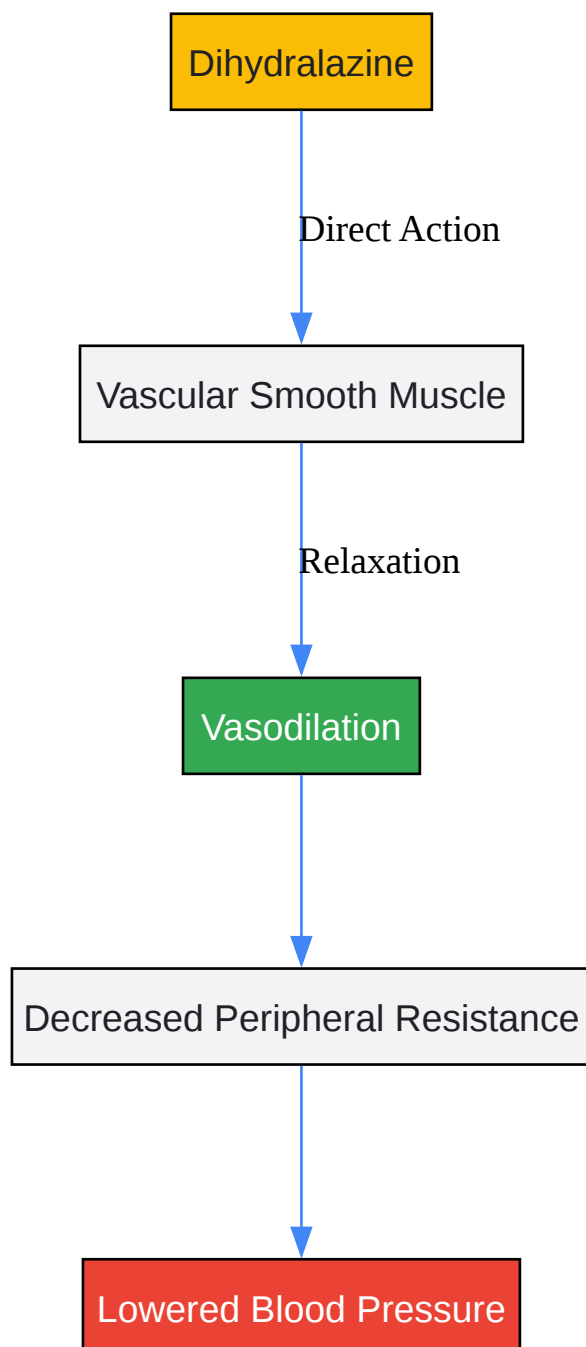 Dihydralazine
Direct Action
Vascular Smooth Muscle
Relaxation
Vasodilation
Decreased Peripheral Resistance
Lowered Blood Pressure